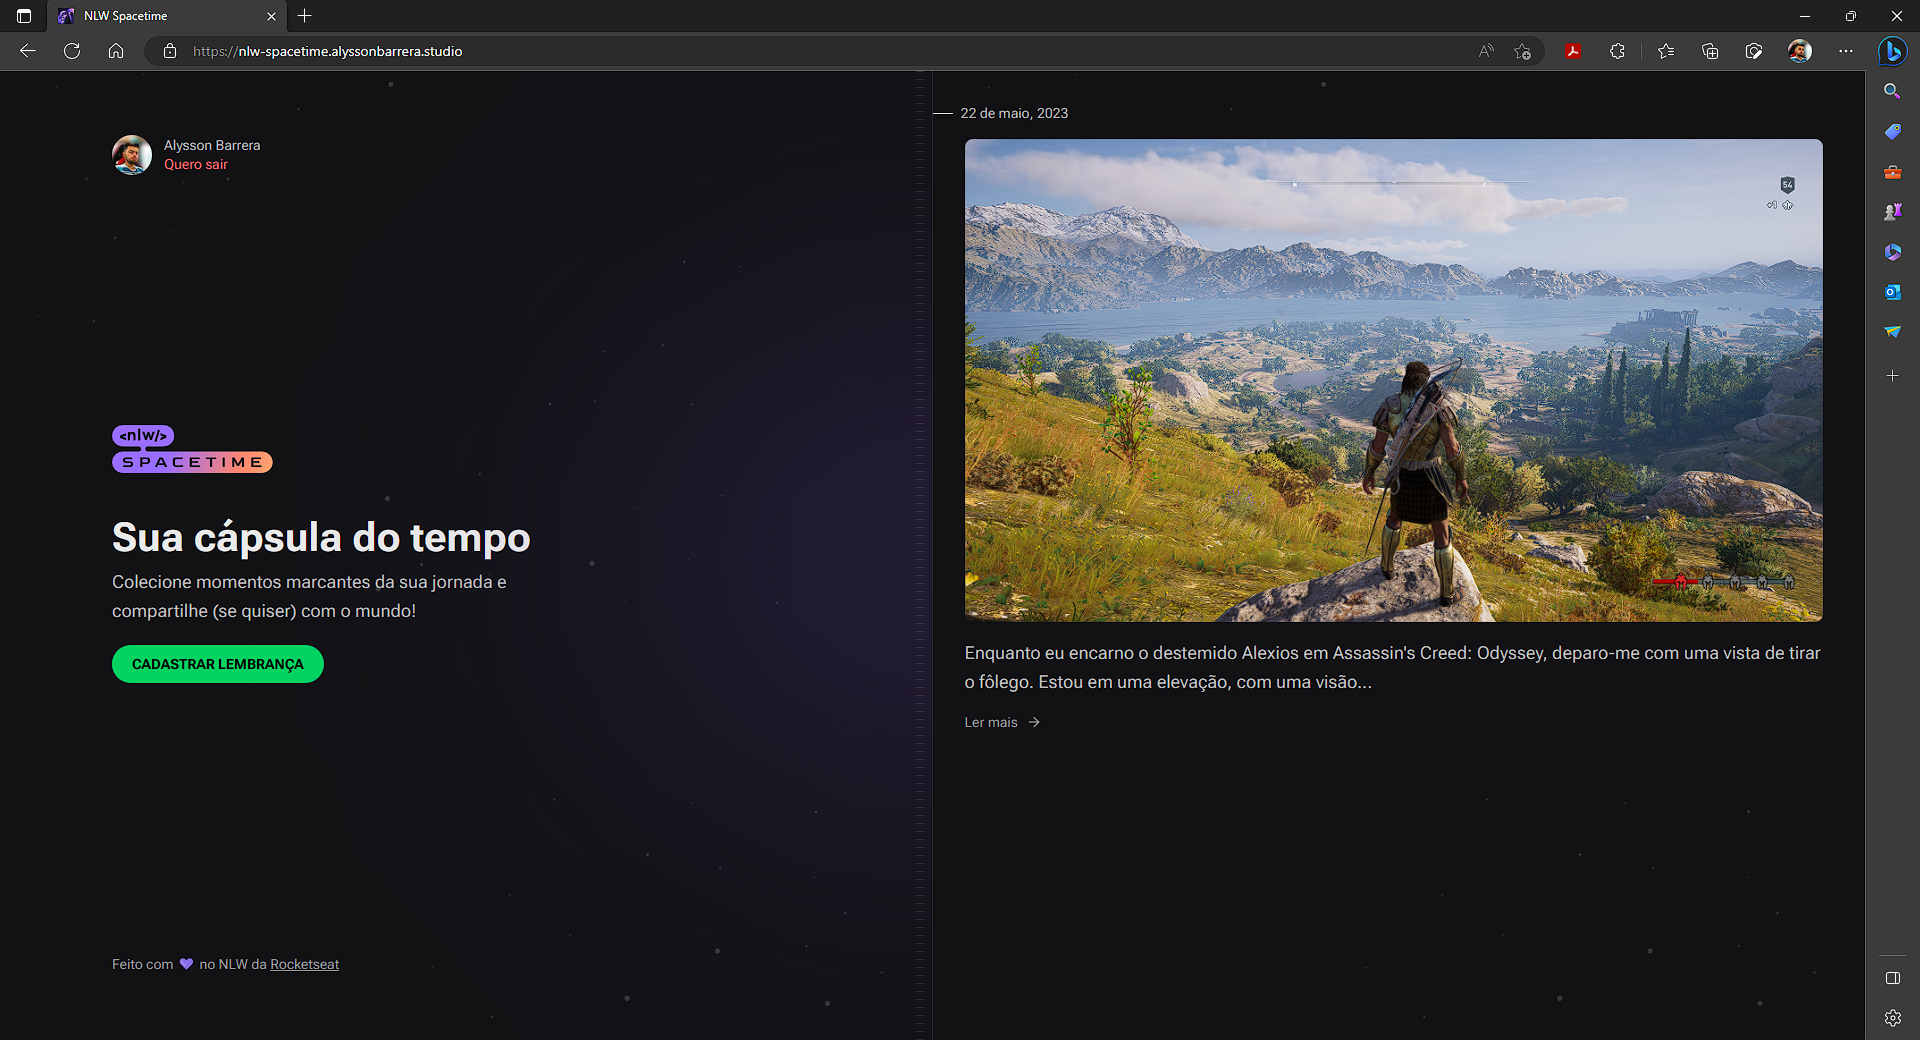 NLW Spacetime
https://nlw-spacetime.alyssonbarrera.studio
Alysson Barrera
Quero sair
<nlw/>
SPACETIME
Sua cápsula do tempo
Colecione momentos marcantes da sua jornada e
compartilhe (se quiser) com o mundo!
CADASTRAR LEMBRANÇA
Feito com 💜 no NLW da Rocketseat
22 de maio, 2023
N
54
+1
Enquanto eu encarno o destemido Alexios em Assassin's Creed: Odyssey, deparo-me com uma vista de tirar
o fôlego. Estou em uma elevação, com uma visão...
Ler mais →